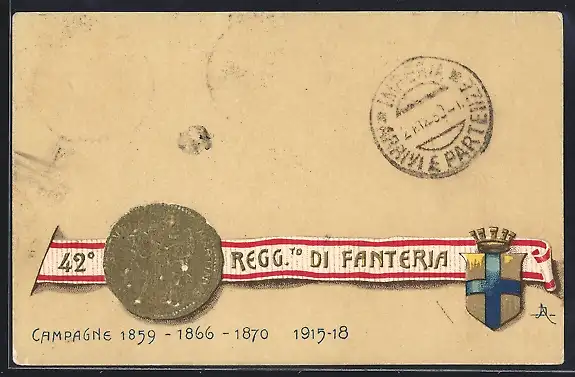 IMPERIA
ARRIVI E PARTENZE
42° REGG.TO DI FANTERIA
CAMPAGNE 1859 - 1866 - 1870 1915-18